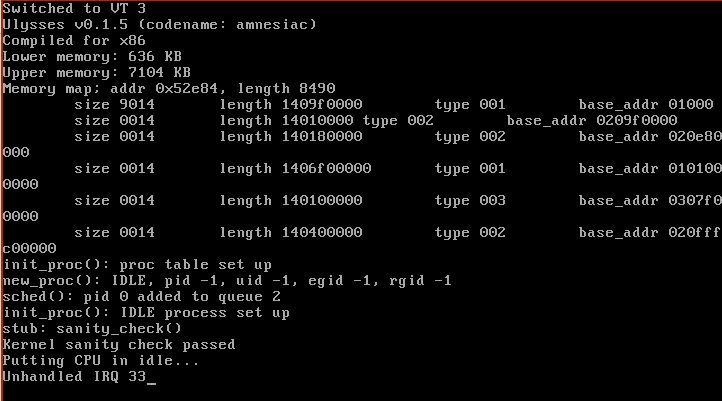 Switched to VT 3
Ulysses v0.1.5 (codename: amnesiac)
Compiled for x86
Lower memory: 636 KB
Upper memory: 7104 KB
Memory map; addr 0x52e84, length 8490
size 9014 length 1409f0000 type 001 base_addr 01000
size 0014 length 14010000 type 002 base_addr 0209f0000
size 0014 length 140180000 type 002 base_addr 020e80
000
size 0014 length 1406f00000 type 001 base_addr 010100
0000
size 0014 length 140100000 type 003 base_addr 0307f0
0000
size 0014 length 140400000 type 002 base_addr 020fff
c00000
init_proc(): proc table set up
new_proc(): IDLE, pid -1, uid -1, egid -1, rgid -1
sched(): pid 0 added to queue 2
init_proc(): IDLE process set up
stub: sanity_check()
Kernel sanity check passed
Putting CPU in idle...
Unhandled IRQ 33_